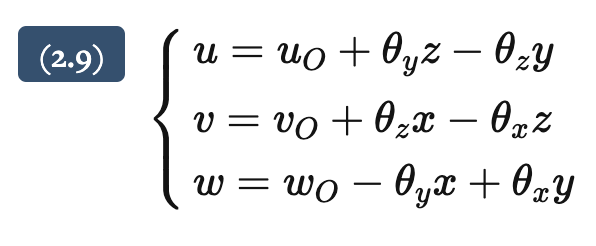 (2.9)
u = u_O + θ_y z − θ_z y
v = v_O + θ_z x − θ_x z
w = w_O − θ_y x + θ_x y